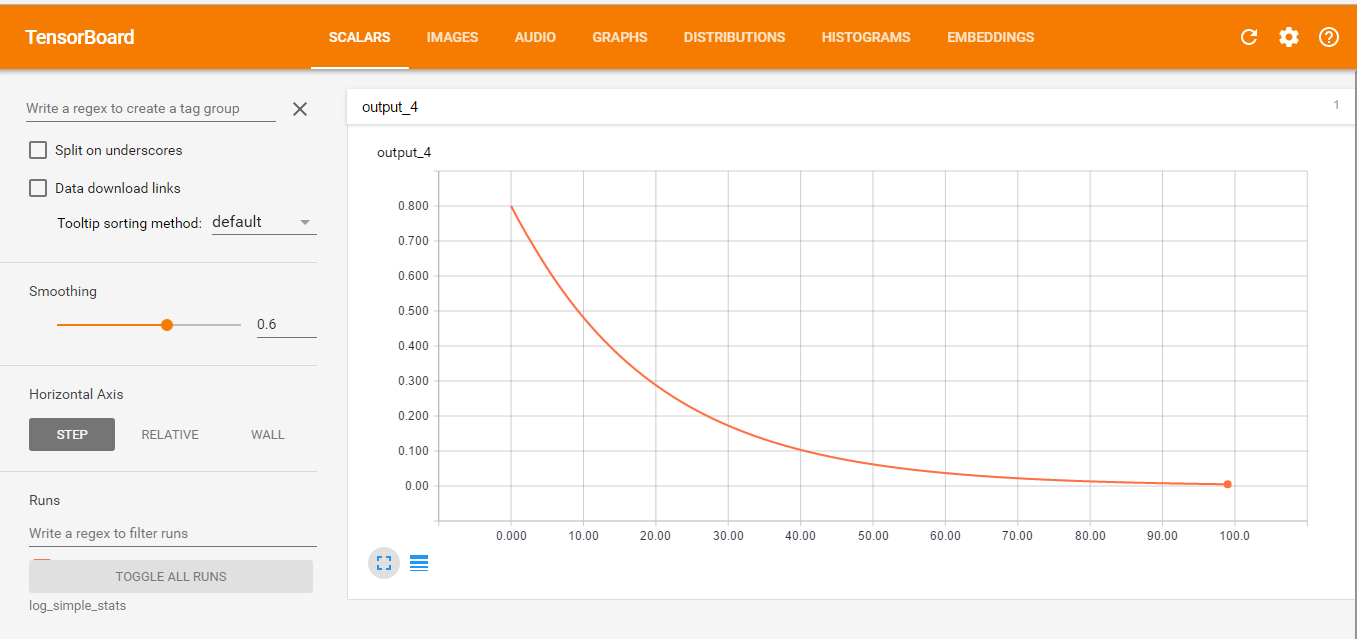 TensorBoard SCALARS IMAGES AUDIO GRAPHS DISTRIBUTIONS HISTOGRAMS EMBEDDINGS
Write a regex to create a tag group
Split on underscores
Data download links
Tooltip sorting method: default
Smoothing
0.6
Horizontal Axis
STEP RELATIVE WALL
Runs
Write a regex to filter runs
TOGGLE ALL RUNS
log_simple_stats
output_4 1
output_4
0.800
0.700
0.600
0.500
0.400
0.300
0.200
0.100
0.00
0.000 10.00 20.00 30.00 40.00 50.00 60.00 70.00 80.00 90.00 100.0